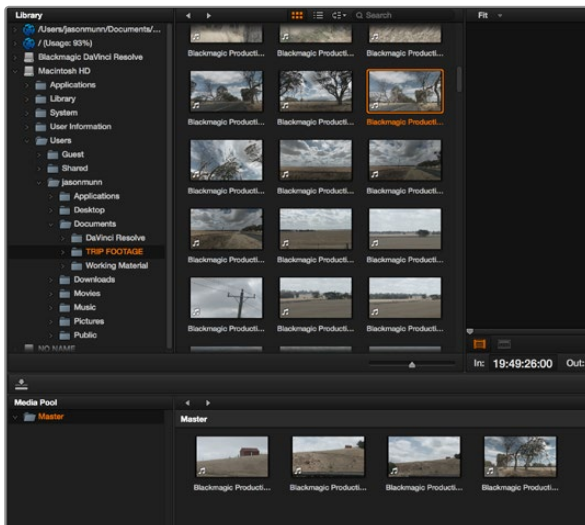 Library
/Users/jasonmunn/Documents/...
/ (Usage: 93%)
Blackmagic DaVinci Resolve
Macintosh HD
Applications
Library
System
User Information
Users
Guest
Shared
jasonmunn
Applications
Desktop
Documents
DaVinci Resolve
TRIP FOOTAGE
Working Material
Downloads
Movies
Music
Pictures
Public
NO NAME
Search
Blackmagic Producti... Blackmagic Producti... Blackmagic Producti...
Blackmagic Producti... Blackmagic Producti... Blackmagic Producti...
Blackmagic Producti... Blackmagic Producti... Blackmagic Producti...
Blackmagic Producti... Blackmagic Producti... Blackmagic Producti...
Blackmagic Producti... Blackmagic Producti... Blackmagic Producti...
Fit
In: 19:49:26:00 Out:
Media Pool
Master
Master
Blackmagic Producti... Blackmagic Producti... Blackmagic Producti... Blackmagic Producti...